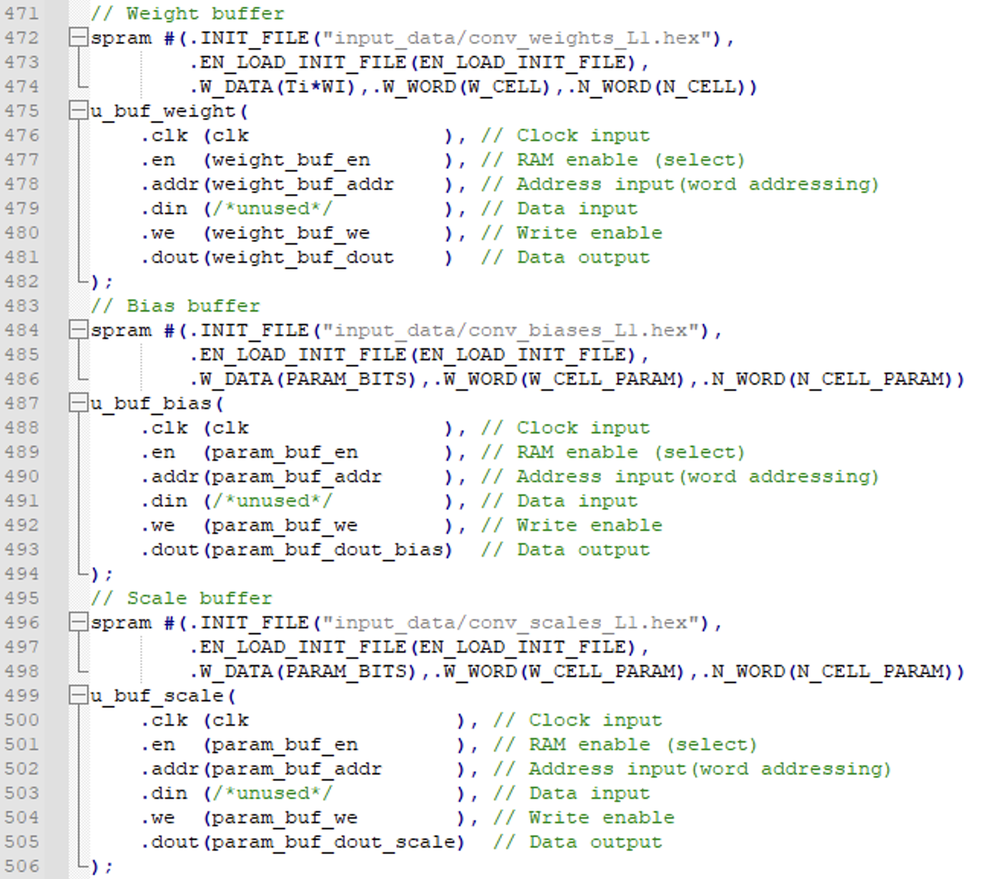 471 // Weight buffer
472 spram #(.INIT_FILE("input_data/conv_weights_L1.hex"),
473 .EN_LOAD_INIT_FILE(EN_LOAD_INIT_FILE),
474 .W_DATA(Ti*WI),.W_WORD(W_CELL),.N_WORD(N_CELL))
475 u_buf_weight(
476 .clk (clk ), // Clock input
477 .en (weight_buf_en ), // RAM enable (select)
478 .addr(weight_buf_addr ), // Address input(word addressing)
479 .din (/*unused*/ ), // Data input
480 .we (weight_buf_we ), // Write enable
481 .dout(weight_buf_dout ) // Data output
482 );
483 // Bias buffer
484 spram #(.INIT_FILE("input_data/conv_biases_L1.hex"),
485 .EN_LOAD_INIT_FILE(EN_LOAD_INIT_FILE),
486 .W_DATA(PARAM_BITS),.W_WORD(W_CELL_PARAM),.N_WORD(N_CELL_PARAM))
487 u_buf_bias(
488 .clk (clk ), // Clock input
489 .en (param_buf_en ), // RAM enable (select)
490 .addr(param_buf_addr ), // Address input(word addressing)
491 .din (/*unused*/ ), // Data input
492 .we (param_buf_we ), // Write enable
493 .dout(param_buf_dout_bias) // Data output
494 );
495 // Scale buffer
496 spram #(.INIT_FILE("input_data/conv_scales_L1.hex"),
497 .EN_LOAD_INIT_FILE(EN_LOAD_INIT_FILE),
498 .W_DATA(PARAM_BITS),.W_WORD(W_CELL_PARAM),.N_WORD(N_CELL_PARAM))
499 u_buf_scale(
500 .clk (clk ), // Clock input
501 .en (param_buf_en ), // RAM enable (select)
502 .addr(param_buf_addr ), // Address input(word addressing)
503 .din (/*unused*/ ), // Data input
504 .we (param_buf_we ), // Write enable
505 .dout(param_buf_dout_scale) // Data output
506 );